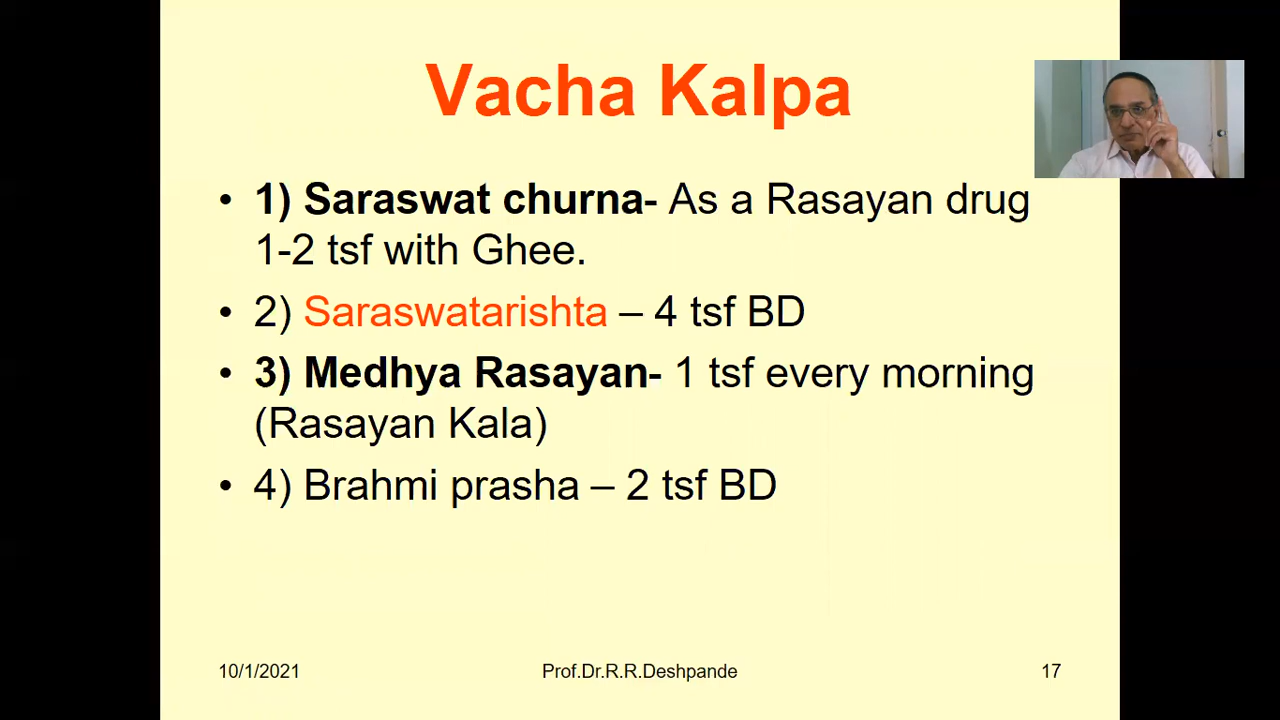 Vacha Kalpa
• 1) Saraswat churna- As a Rasayan drug
1-2 tsf with Ghee.
• 2) Saraswatarishta – 4 tsf BD
• 3) Medhya Rasayan- 1 tsf every morning
(Rasayan Kala)
• 4) Brahmi prasha – 2 tsf BD
10/1/2021
Prof.Dr.R.R.Deshpande
17